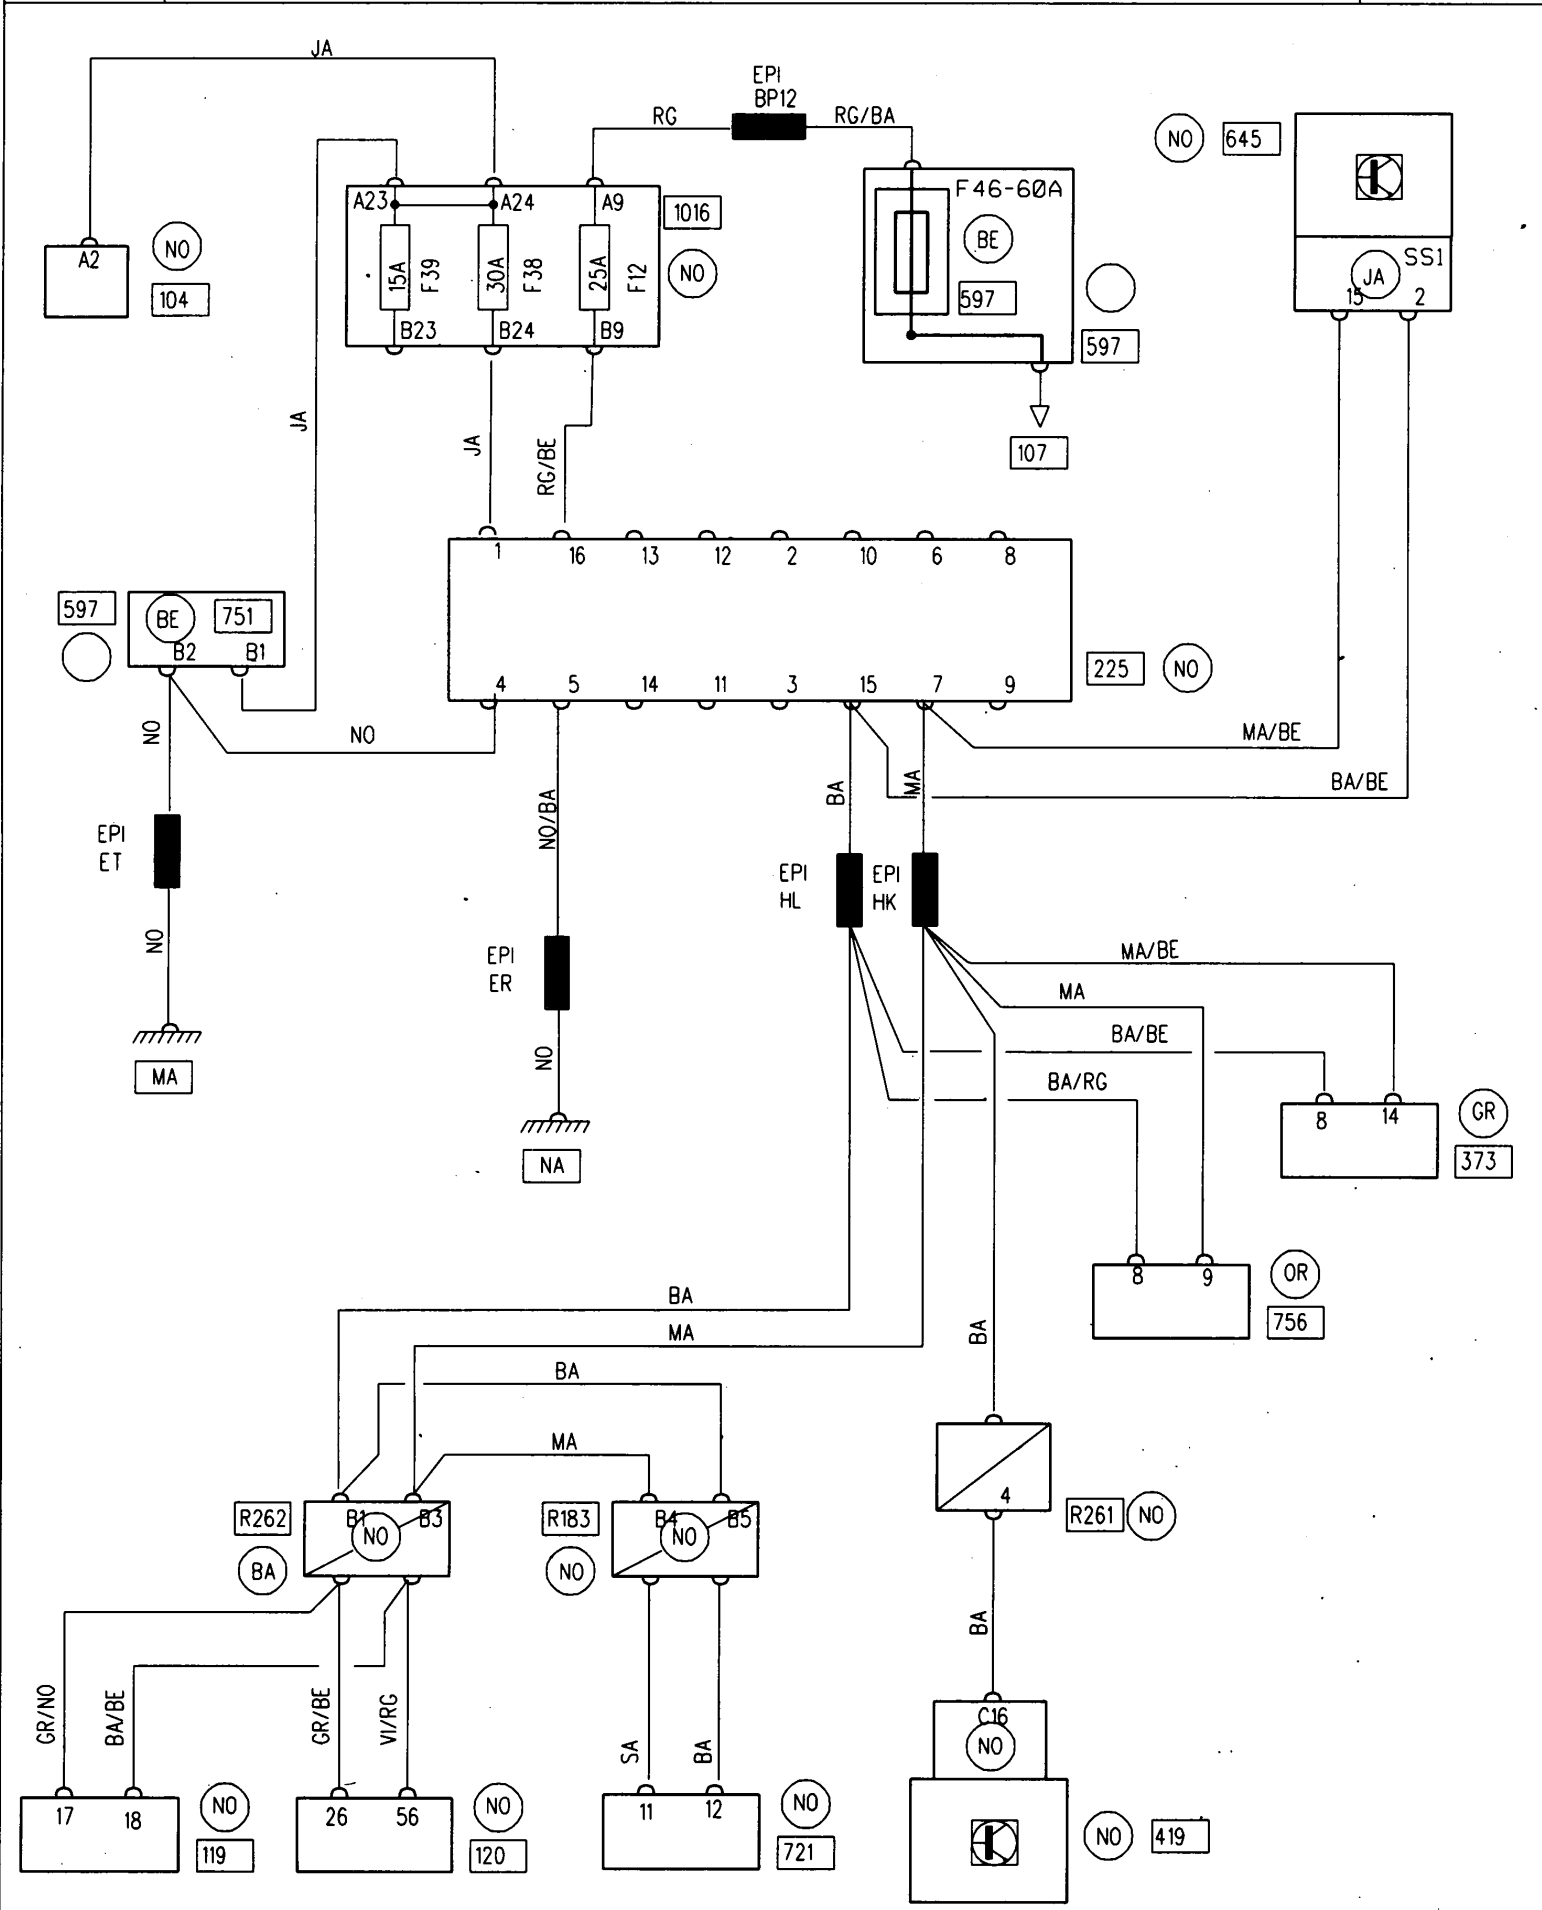 JA
EPI
BP12
RG
RG/BA
NO
645
A23
A24
A9
1016
F46-60A
BE
597
NO
A2
NO
104
15A
F39
30A
F38
25A
F12
NO
SS1
JA
15
2
B23
B24
B9
597
107
JA
JA
RG/BE
1
16
13
12
2
10
6
8
597
BE
751
B2
B1
225
NO
4
5
14
11
3
15
7
9
NO
NO
MA/BE
BA/BE
BA
MA
NO/BA
EPI
ET
EPI
HL
EPI
HK
NO
EPI
ER
MA/BE
MA
BA/BE
BA/RG
NO
MA
NA
8
14
GR
373
8
9
OR
756
BA
MA
BA
BA
MA
R262
B1
NO
B3
BA
R183
B4
NO
B5
NO
4
R261
NO
BA
GR/NO
BA/BE
GR/BE
VI/RG
SA
BA
C16
NO
17
18
NO
119
26
56
NO
120
11
12
NO
721
NO
419